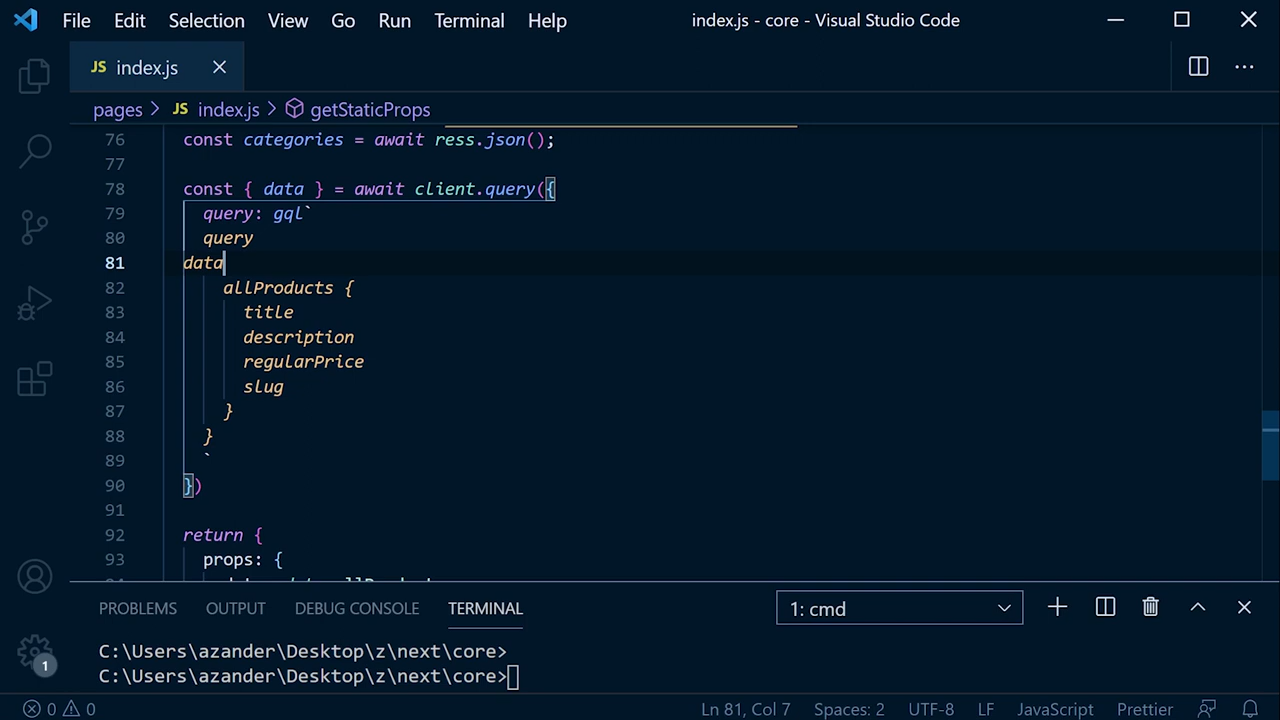 File Edit Selection View Go Run Terminal Help index.js - core - Visual Studio Code
JS index.js
pages > JS index.js > getStaticProps
76 const categories = await ress.json();
77
78 const { data } = await client.query({
79 query: gql`
80 query
81 data
82 allProducts {
83 title
84 description
85 regularPrice
86 slug
87 }
88 }
89 `
90 })
91
92 return {
93 props: {
PROBLEMS OUTPUT DEBUG CONSOLE TERMINAL 1: cmd
C:\Users\azander\Desktop\z\next\core>
C:\Users\azander\Desktop\z\next\core>
1
0 0 Ln 81, Col 7 Spaces: 2 UTF-8 LF JavaScript Prettier